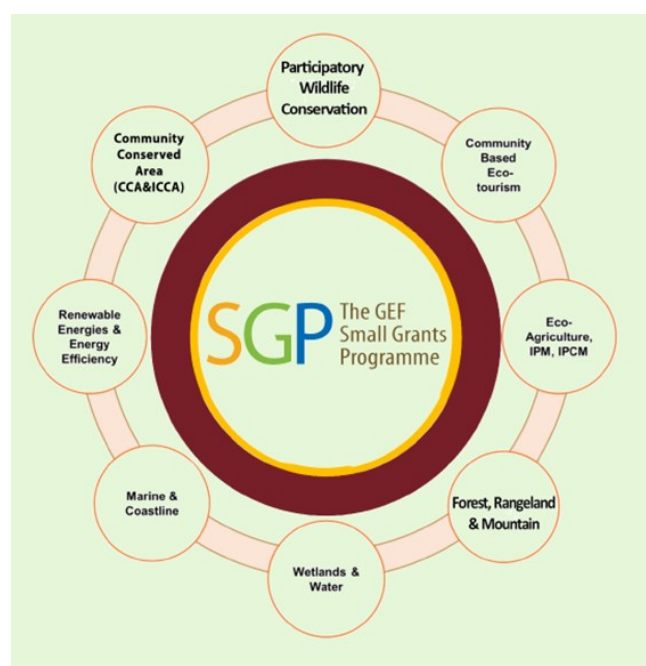 Participatory
Wildlife
Conservation
Community
Based
Eco-
tourism
Eco-
Agriculture,
IPM, IPCM
Forest, Rangeland
& Mountain
Wetlands &
Water
Marine &
Coastline
Renewable
Energies &
Energy
Efficiency
Community
Conserved
Area
(CCA&ICCA)
SGP
The GEF
Small Grants
Programme